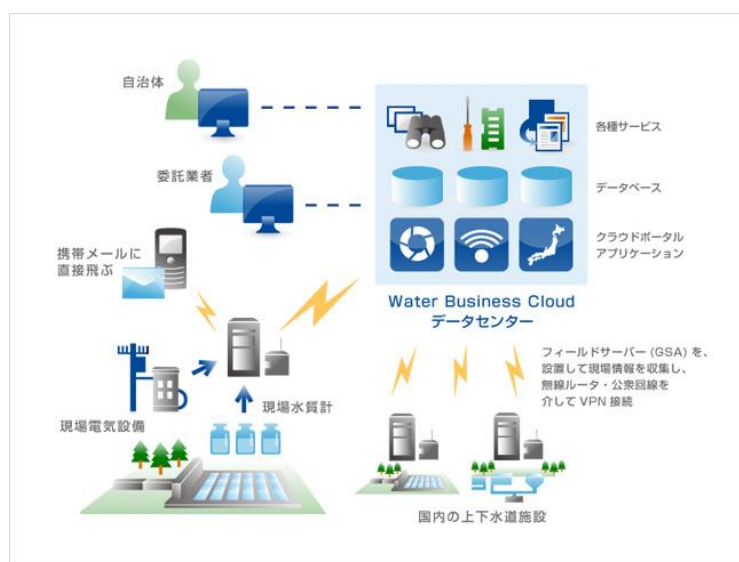 自治体
委託業者
携帯メールに
直接飛ぶ
各種サービス
データベース
クラウドポータル
アプリケーション
Water Business Cloud
データセンター
フィールドサーバー (GSA) を、
設置して現場情報を収集し、
無線ルータ・公衆回線を
介して VPN 接続
現場電気設備
現場水質計
国内の上下水道施設